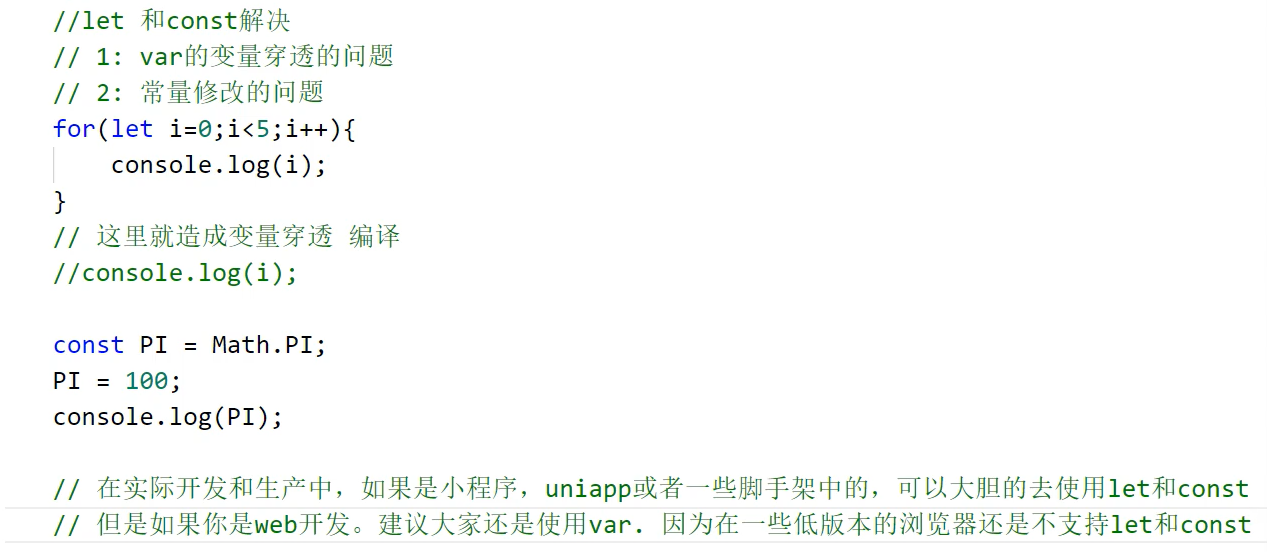 //let 和const解决
// 1: var的变量穿透的问题
// 2: 常量修改的问题
for(let i=0;i<5;i++){
    console.log(i);
}
// 这里就造成变量穿透 编译
//console.log(i);
const PI = Math.PI;
PI = 100;
console.log(PI);
// 在实际开发和生产中，如果是小程序，uniapp或者一些脚手架中的，可以大胆的去使用let和const
// 但是如果你是web开发。建议大家还是使用var. 因为在一些低版本的浏览器还是不支持let和const